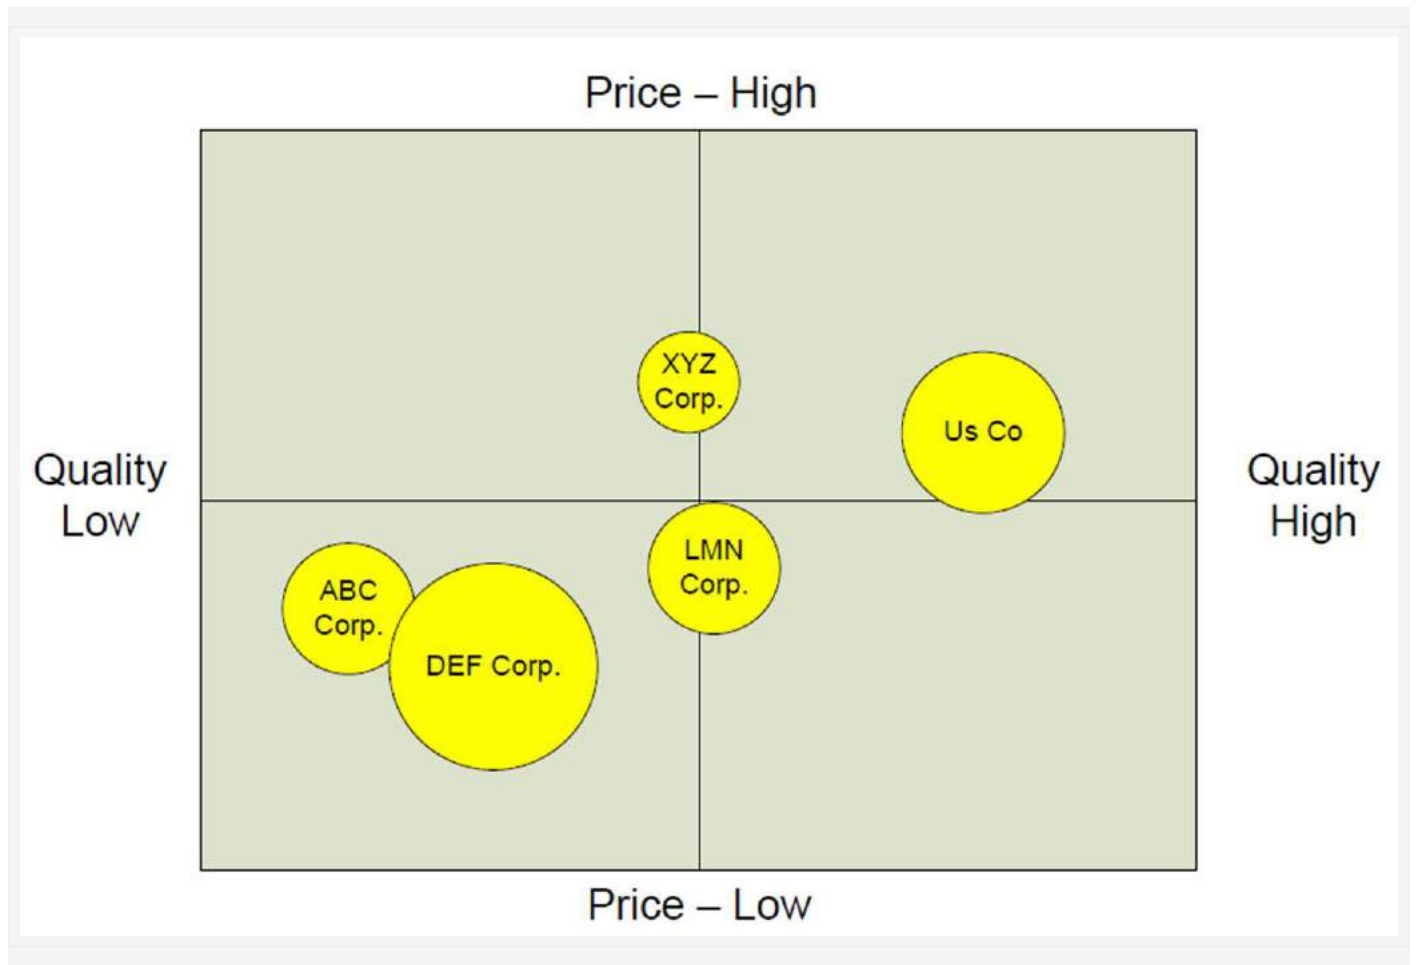 Price – High
XYZ
Corp.
Us Co
Quality
Low
Quality
High
LMN
Corp.
ABC
Corp.
DEF Corp.
Price – Low